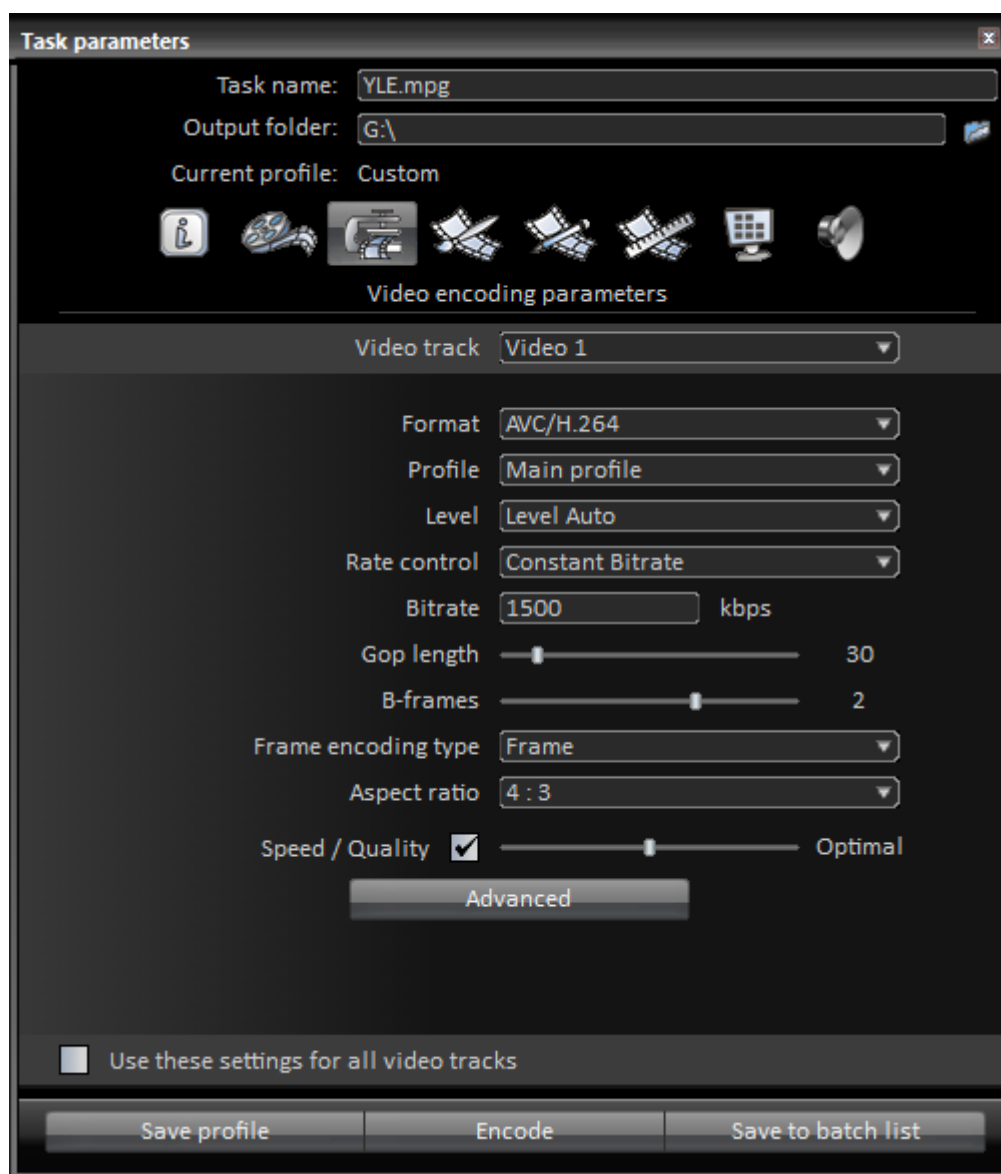 Task parameters
Task name: YLE.mpg
Output folder: G:\
Current profile: Custom
Video encoding parameters
Video track Video 1
Format AVC/H.264
Profile Main profile
Level Level Auto
Rate control Constant Bitrate
Bitrate 1500 kbps
Gop length 30
B-frames 2
Frame encoding type Frame
Aspect ratio 4 : 3
Speed / Quality Optimal
Advanced
Use these settings for all video tracks
Save profile Encode Save to batch list